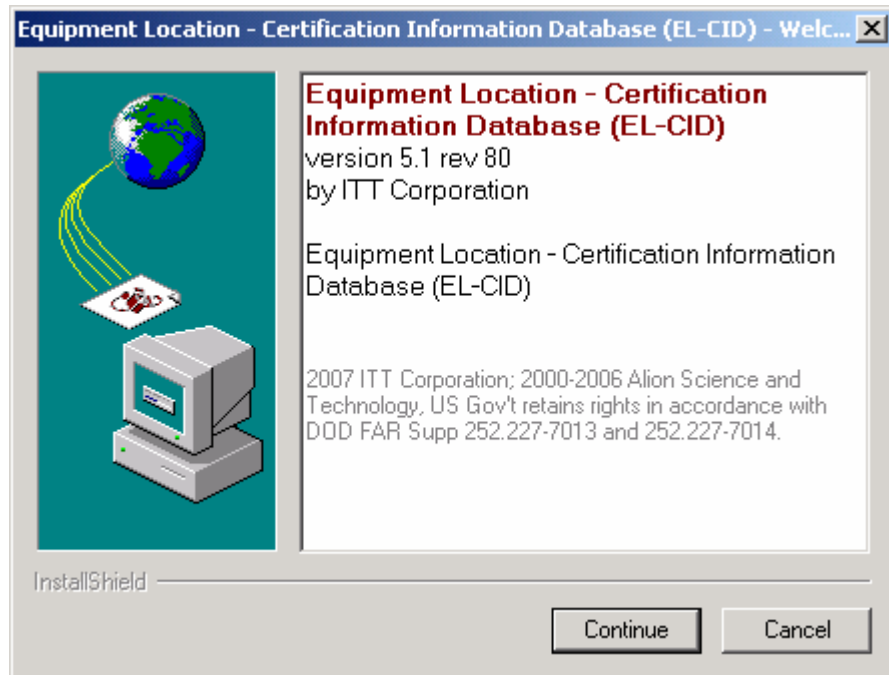 Equipment Location - Certification Information Database (EL-CID) - Welc...
Equipment Location - Certification
Information Database (EL-CID)
version 5.1 rev 80
by ITT Corporation
Equipment Location - Certification Information
Database (EL-CID)
2007 ITT Corporation; 2000-2006 Alion Science and
Technology, US Gov't retains rights in accordance with
DOD FAR Supp 252.227-7013 and 252.227-7014.
InstallShield
Continue
Cancel